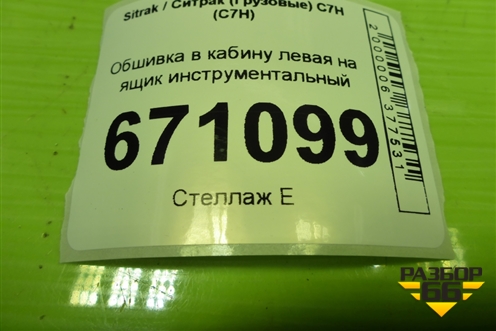 Sitrak / Ситрак (Грузовые) C7H
(C7H)
Обшивка в кабину левая на
ящик инструментальный
671099
Стеллаж Е
2000006377531
РАЗБОР
66